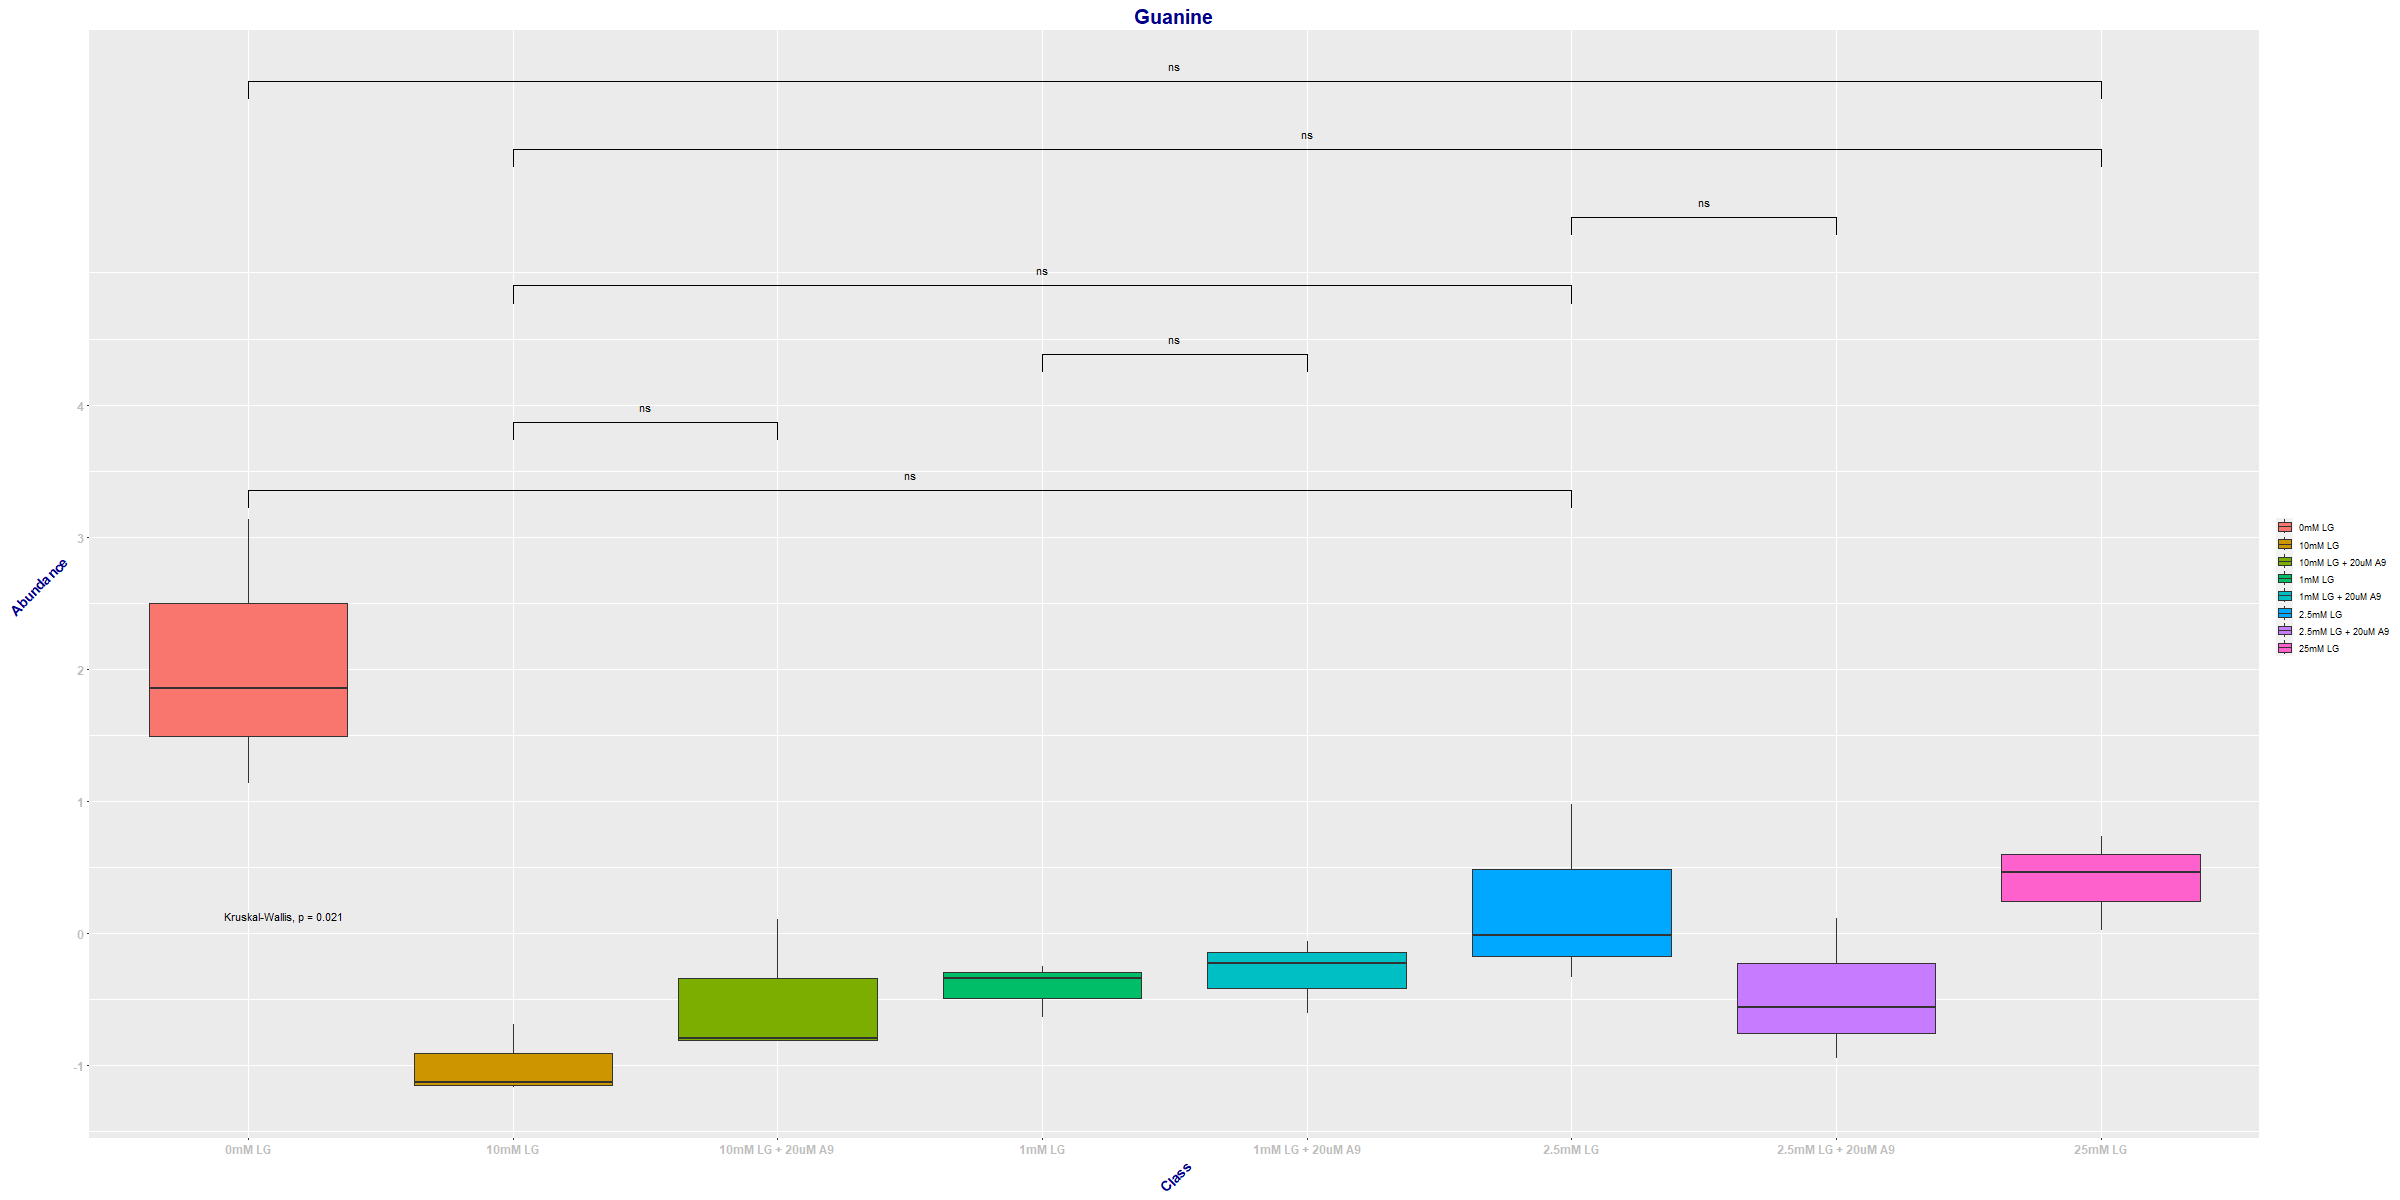 Guanine
ns
ns
ns
ns
ns
4
ns
ns
3
Abundance
2
1
Kruskal-Wallis, p = 0.021
0
-1
0mM LG
10mM LG
10mM LG + 20uM A9
1mM LG
1mM LG + 20uM A9
2.5mM LG
2.5mM LG + 20uM A9
25mM LG
Class
0mM LG
10mM LG
10mM LG + 20uM A9
1mM LG
1mM LG + 20uM A9
2.5mM LG
2.5mM LG + 20uM A9
25mM LG